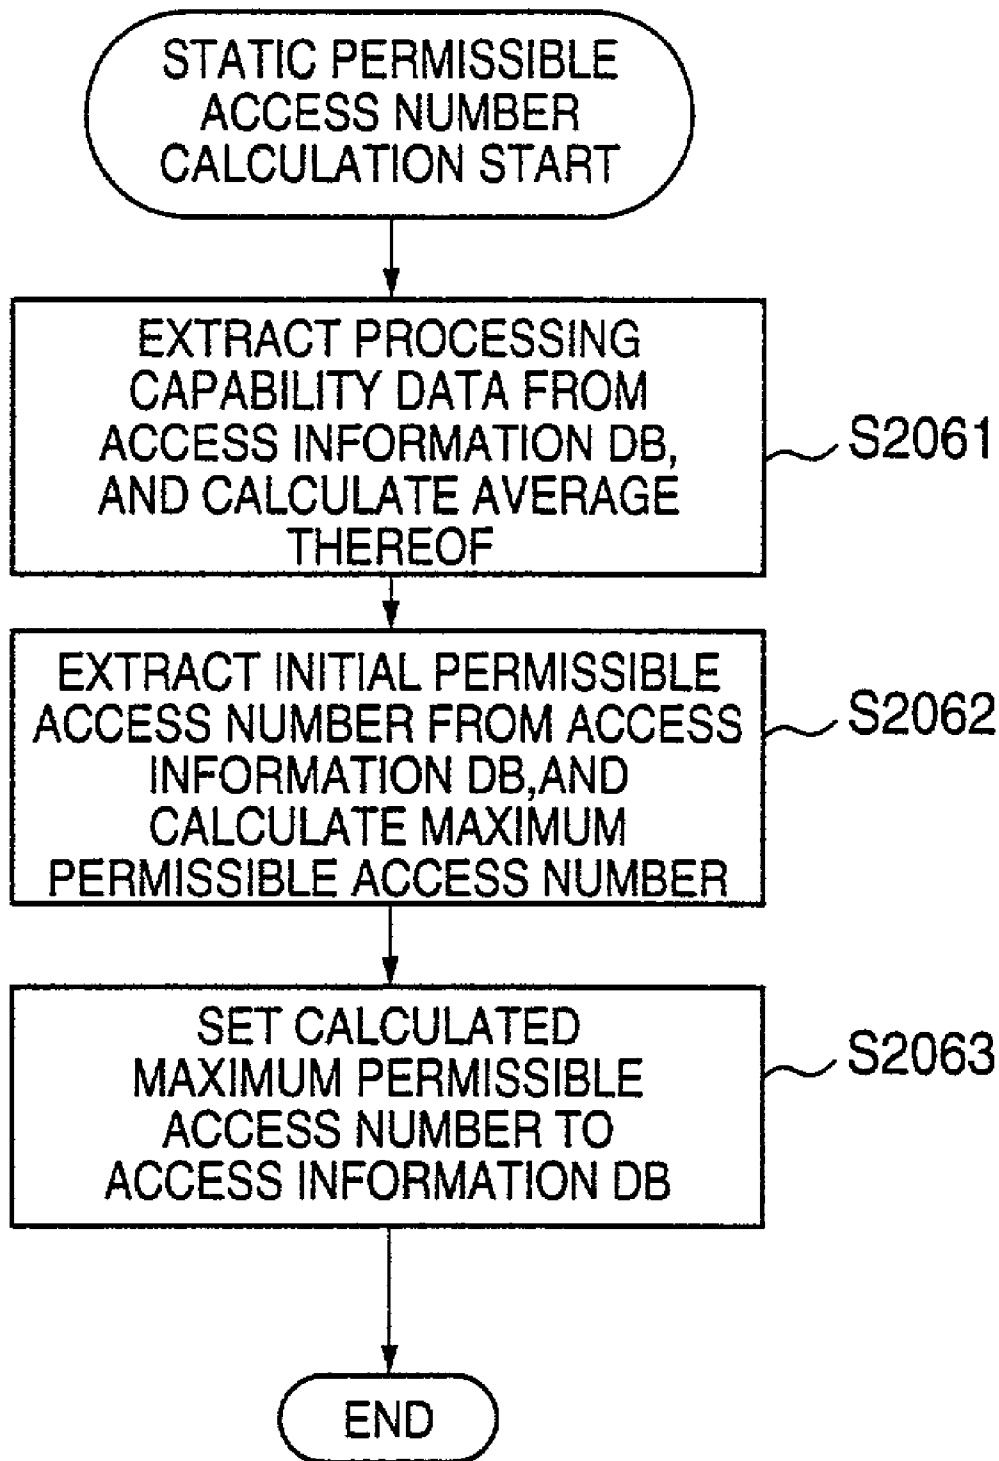 STATIC PERMISSIBLE
ACCESS NUMBER
CALCULATION START
EXTRACT PROCESSING
CAPABILITY DATA FROM
ACCESS INFORMATION DB,
AND CALCULATE AVERAGE
THEREOF
S2061
EXTRACT INITIAL PERMISSIBLE
ACCESS NUMBER FROM ACCESS
INFORMATION DB,AND
CALCULATE MAXIMUM
PERMISSIBLE ACCESS NUMBER
S2062
SET CALCULATED
MAXIMUM PERMISSIBLE
ACCESS NUMBER TO
ACCESS INFORMATION DB
S2063
END